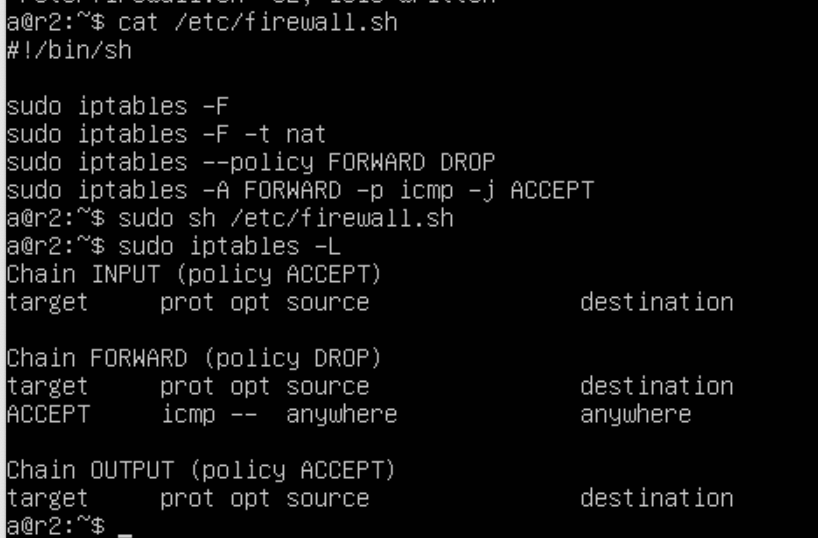 a@r2:~$ cat /etc/firewall.sh
#!/bin/sh

sudo iptables -F
sudo iptables -F -t nat
sudo iptables --policy FORWARD DROP
sudo iptables -A FORWARD -p icmp -j ACCEPT
a@r2:~$ sudo sh /etc/firewall.sh
a@r2:~$ sudo iptables -L
Chain INPUT (policy ACCEPT)
target     prot opt source               destination

Chain FORWARD (policy DROP)
target     prot opt source               destination
ACCEPT     icmp --  anywhere             anywhere

Chain OUTPUT (policy ACCEPT)
target     prot opt source               destination
a@r2:~$ _